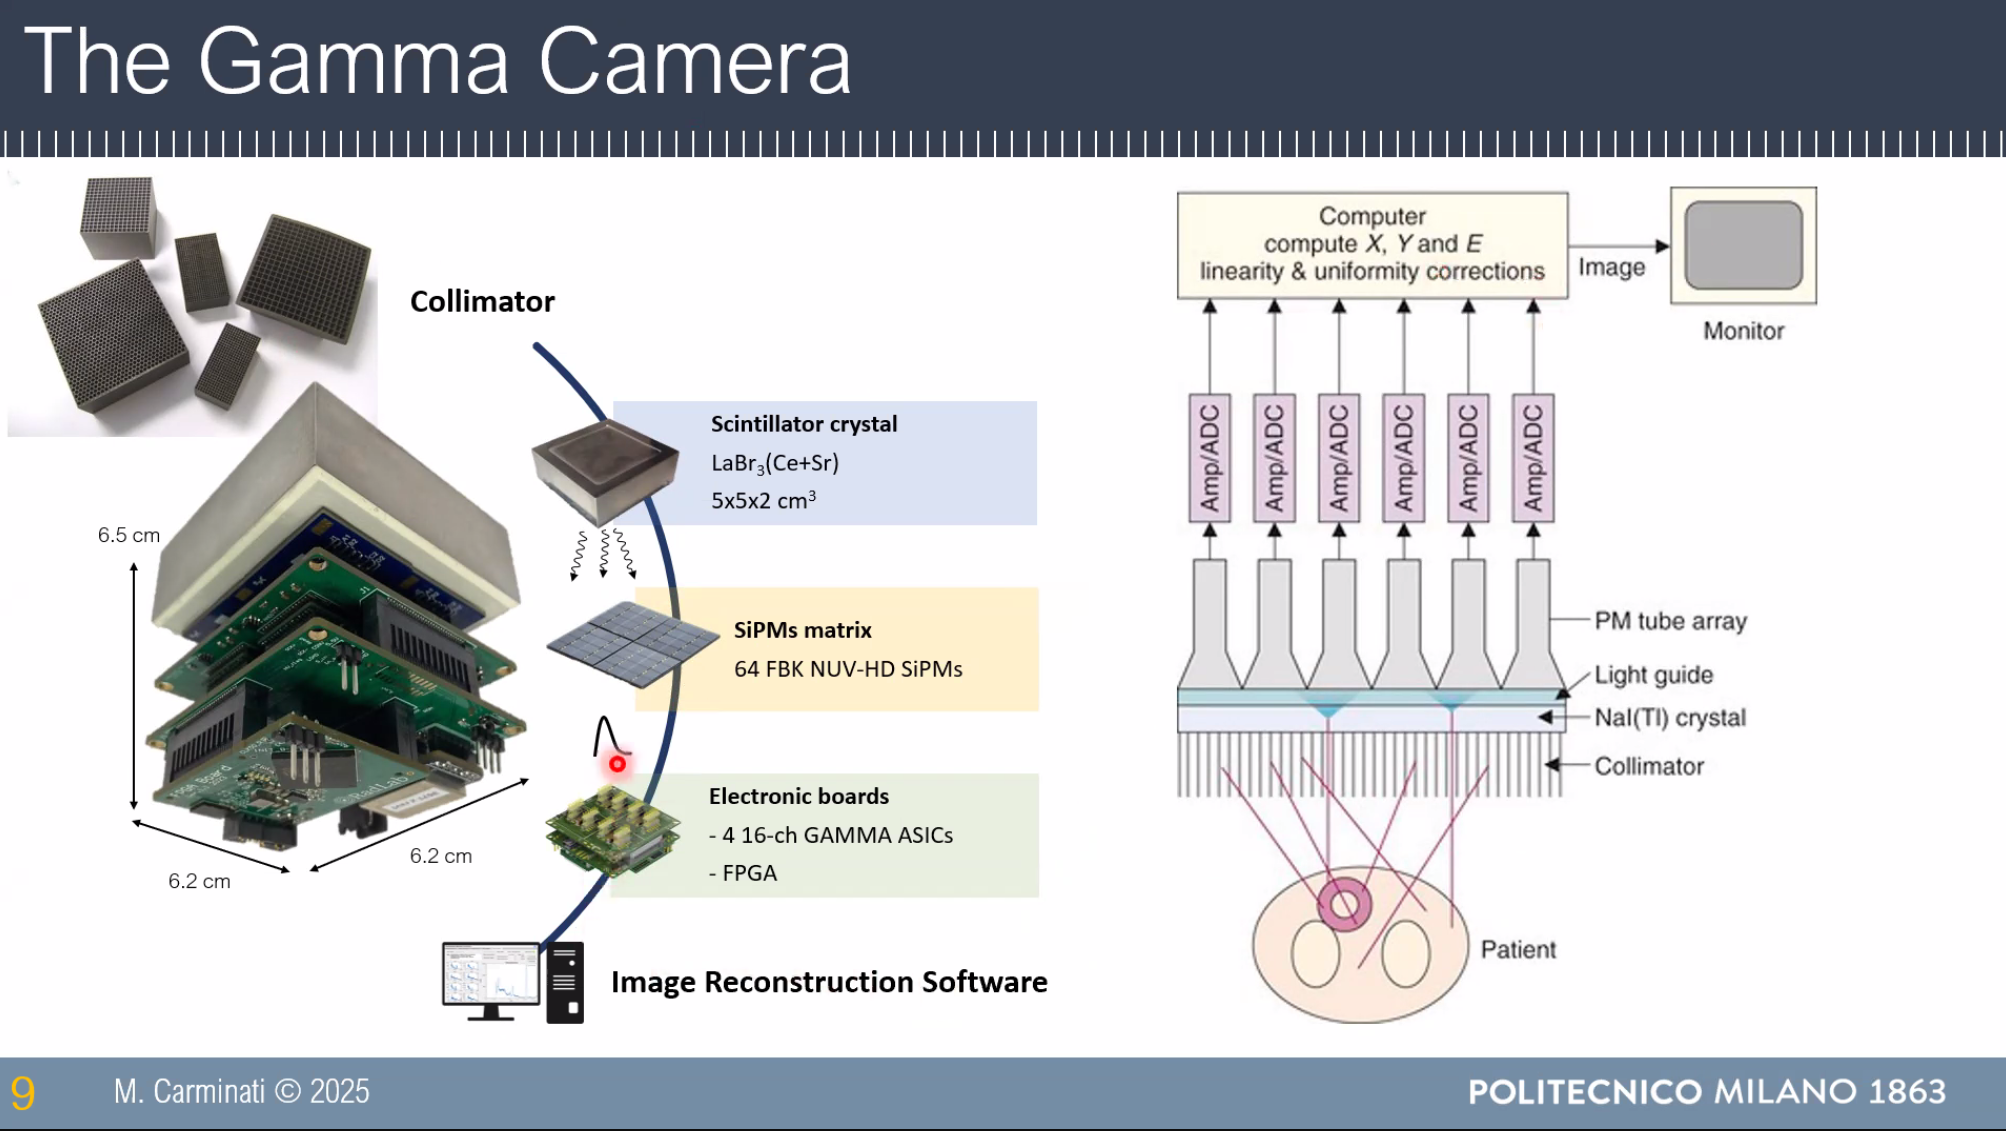 The Gamma Camera
Collimator
Scintillator crystal
LaBr₃(Ce+Sr)
5x5x2 cm³
SiPMs matrix
64 FBK NUV-HD SiPMs
Electronic boards
- 4 16-ch GAMMA ASICs
- FPGA
Image Reconstruction Software
6.5 cm
6.2 cm
6.2 cm
Computer
compute X, Y and E
linearity & uniformity corrections
Image
Monitor
Amp/ADC
Amp/ADC
Amp/ADC
Amp/ADC
Amp/ADC
Amp/ADC
PM tube array
Light guide
NaI(Tl) crystal
Collimator
Patient
9
M. Carminati © 2025
POLITECNICO MILANO 1863